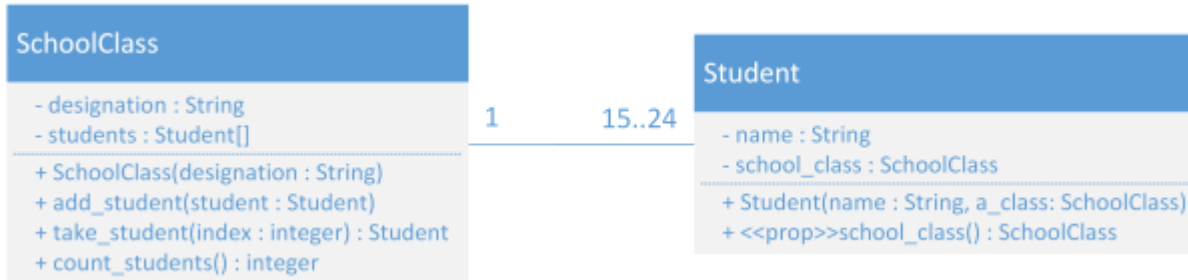 SchoolClass
- designation : String
- students : Student[]
+ SchoolClass(designation : String)
+ add_student(student : Student)
+ take_student(index : integer) : Student
+ count_students() : integer
1
15..24
Student
- name : String
- school_class : SchoolClass
+ Student(name : String, a_class: SchoolClass)
+ <<prop>>school_class() : SchoolClass